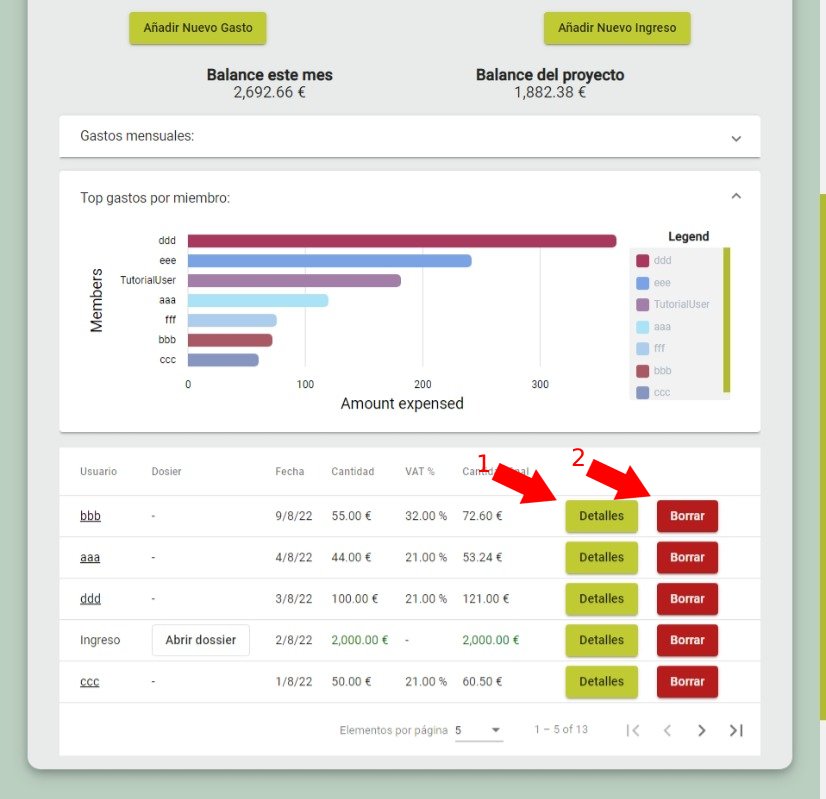 Añadir Nuevo Gasto Añadir Nuevo Ingreso
Balance este mes Balance del proyecto
2,692.66 € 1,882.38 €
Gastos mensuales:
Top gastos por miembro:
Legend
Members
ddd
eee
TutorialUser
aaa
fff
bbb
ccc
0 100 200 300
Amount expensed
ddd
eee
TutorialUser
aaa
fff
bbb
ccc
1 2
Usuario Dosier Fecha Cantidad VAT %
bbb - 9/8/22 55.00 € 32.00 % 72.60 € Detalles Borrar
aaa - 4/8/22 44.00 € 21.00 % 53.24 € Detalles Borrar
ddd - 3/8/22 100.00 € 21.00 % 121.00 € Detalles Borrar
Ingreso Abrir dossier 2/8/22 2,000.00 € - 2,000.00 € Detalles Borrar
ccc - 1/8/22 50.00 € 21.00 % 60.50 € Detalles Borrar
Elementos por página 5 1 – 5 of 13